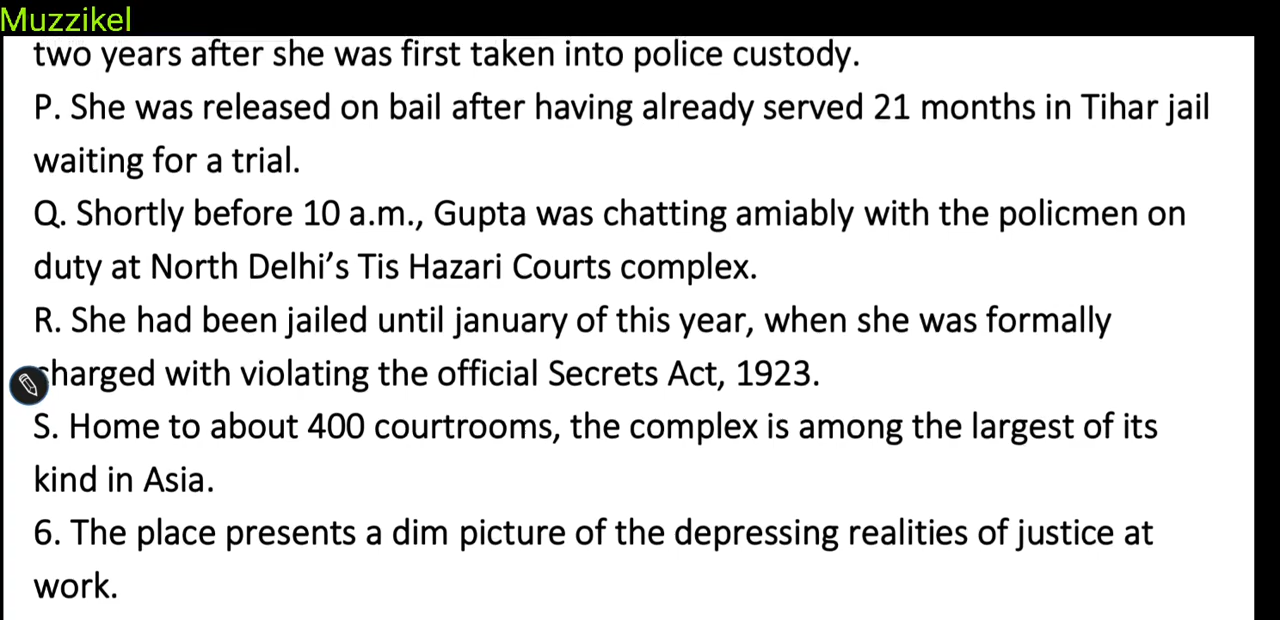 Muzzikel
two years after she was first taken into police custody.
P. She was released on bail after having already served 21 months in Tihar jail
waiting for a trial.
Q. Shortly before 10 a.m., Gupta was chatting amiably with the policmen on
duty at North Delhi’s Tis Hazari Courts complex.
R. She had been jailed until january of this year, when she was formally
charged with violating the official Secrets Act, 1923.
S. Home to about 400 courtrooms, the complex is among the largest of its
kind in Asia.
6. The place presents a dim picture of the depressing realities of justice at
work.